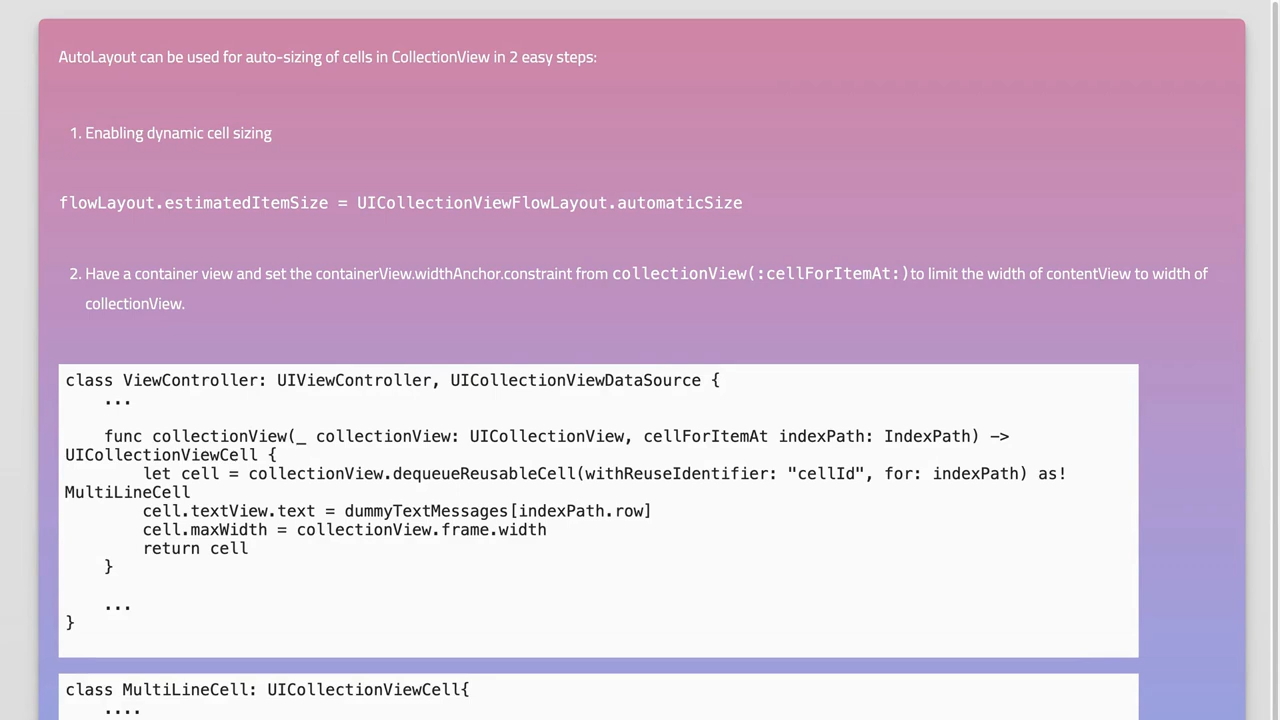 AutoLayout can be used for auto-sizing of cells in CollectionView in 2 easy steps:
1. Enabling dynamic cell sizing
flowLayout.estimatedItemSize = UICollectionViewFlowLayout.automaticSize
2. Have a container view and set the containerView.widthAnchor.constraint from collectionView(:cellForItemAt:)to limit the width of contentView to width of
collectionView.
class ViewController: UIViewController, UICollectionViewDataSource {
    ...
    func collectionView(_ collectionView: UICollectionView, cellForItemAt indexPath: IndexPath) ->
UICollectionViewCell {
        let cell = collectionView.dequeueReusableCell(withReuseIdentifier: "cellId", for: indexPath) as!
MultiLineCell
        cell.textView.text = dummyTextMessages[indexPath.row]
        cell.maxWidth = collectionView.frame.width
        return cell
    }
    ...
}
class MultiLineCell: UICollectionViewCell{
    ....